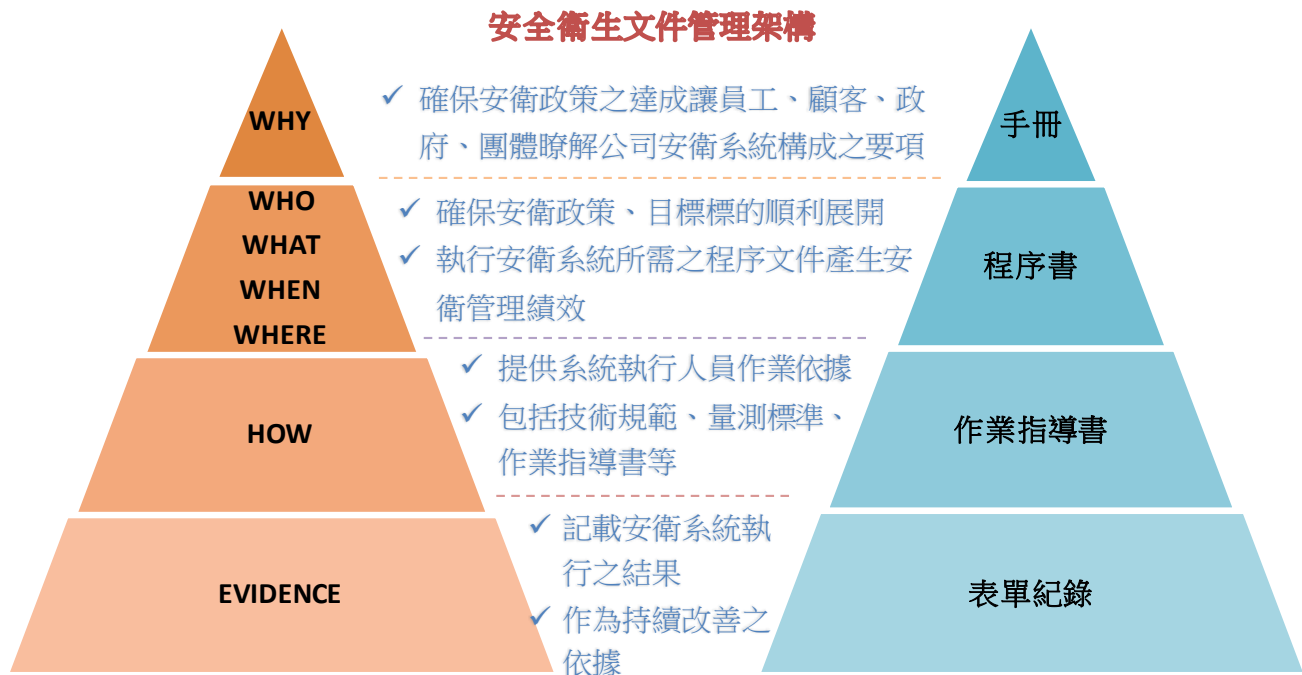 安全衛生文件管理架構
WHY
確保安衛政策之達成讓員工、顧客、政
府、團體瞭解公司安衛系統構成之要項
手冊
WHO
WHAT
WHEN
WHERE
確保安衛政策、目標標的順利展開
執行安衛系統所需之程序文件產生安
衛管理績效
程序書
HOW
提供系統執行人員作業依據
包括技術規範、量測標準、
作業指導書等
作業指導書
EVIDENCE
記載安衛系統執
行之結果
作為持續改善之
依據
表單紀錄